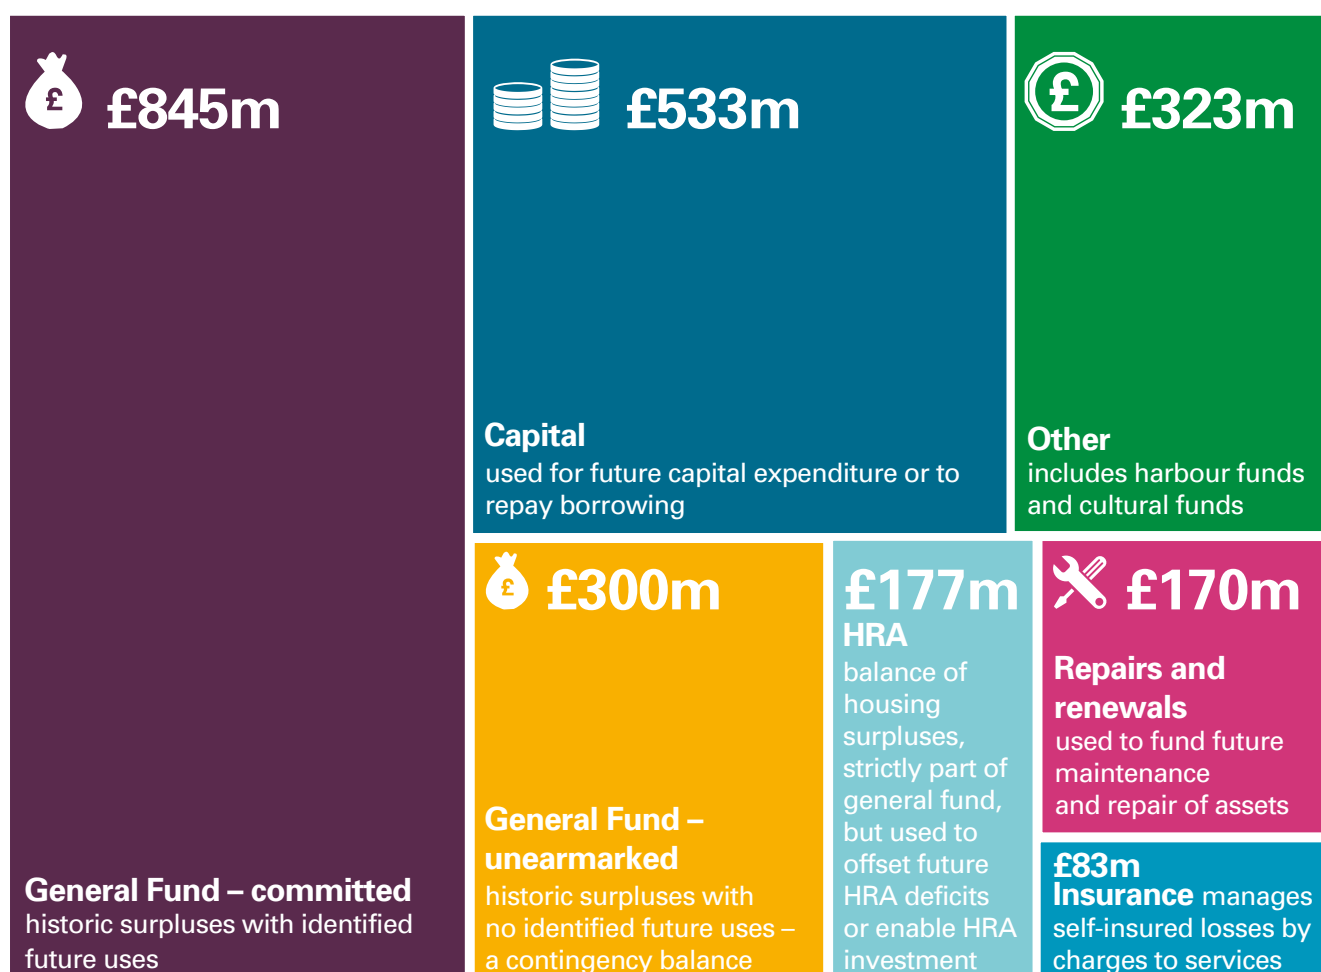 £
£845m
General Fund – committed
historic surpluses with identified
future uses
£533m
Capital
used for future capital expenditure or to
repay borrowing
£
£323m
Other
includes harbour funds
and cultural funds
£
£300m
General Fund –
unearmarked
historic surpluses with
no identified future uses –
a contingency balance
£177m
HRA
balance of
housing
surpluses,
strictly part of
general fund,
but used to
offset future
HRA deficits
or enable HRA
investment
£170m
Repairs and
renewals
used to fund future
maintenance
and repair of assets
£83m
Insurance manages
self-insured losses by
charges to services